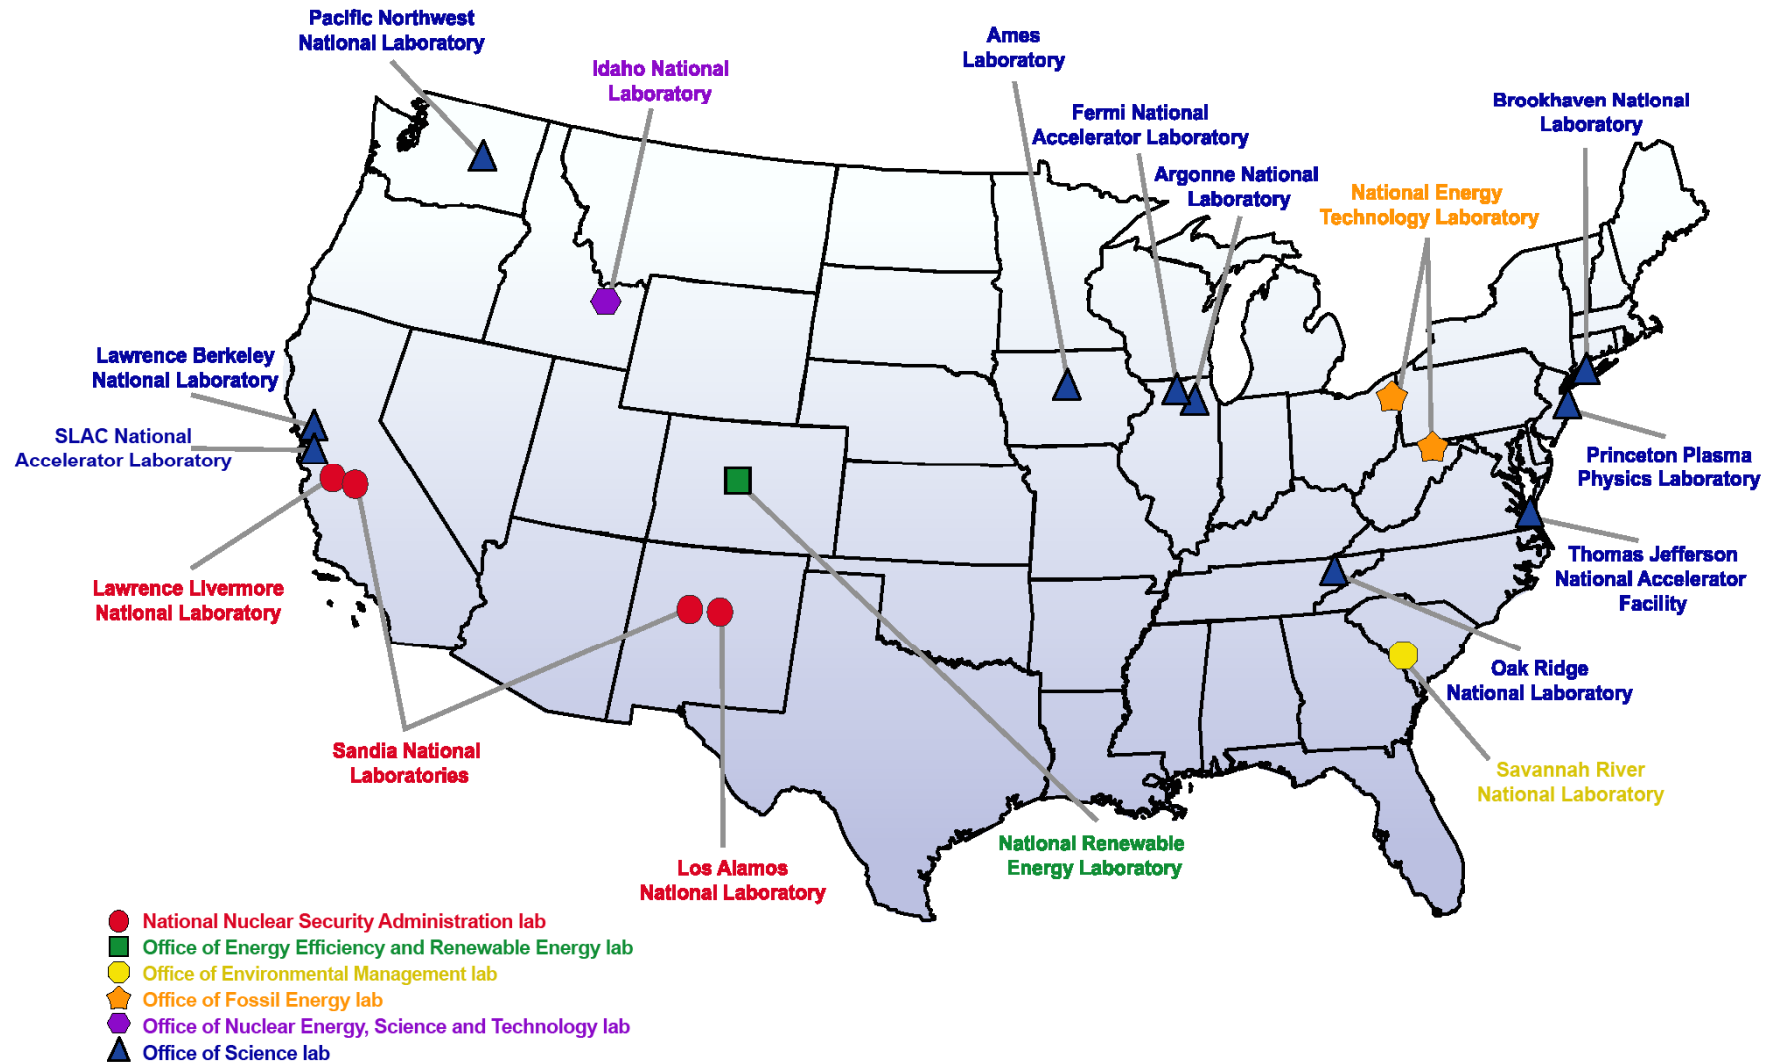 Pacific Northwest
National Laboratory
Idaho National
Laboratory
Ames
Laboratory
Fermi National
Accelerator Laboratory
Argonne National
Laboratory
Brookhaven National
Laboratory
National Energy
Technology Laboratory
Lawrence Berkeley
National Laboratory
SLAC National
Accelerator Laboratory
Lawrence Livermore
National Laboratory
Princeton Plasma
Physics Laboratory
Thomas Jefferson
National Accelerator
Facility
Oak Ridge
National Laboratory
Savannah River
National Laboratory
Sandia National
Laboratories
Los Alamos
National Laboratory
National Renewable
Energy Laboratory
National Nuclear Security Administration lab
Office of Energy Efficiency and Renewable Energy lab
Office of Environmental Management lab
Office of Fossil Energy lab
Office of Nuclear Energy, Science and Technology lab
Office of Science lab